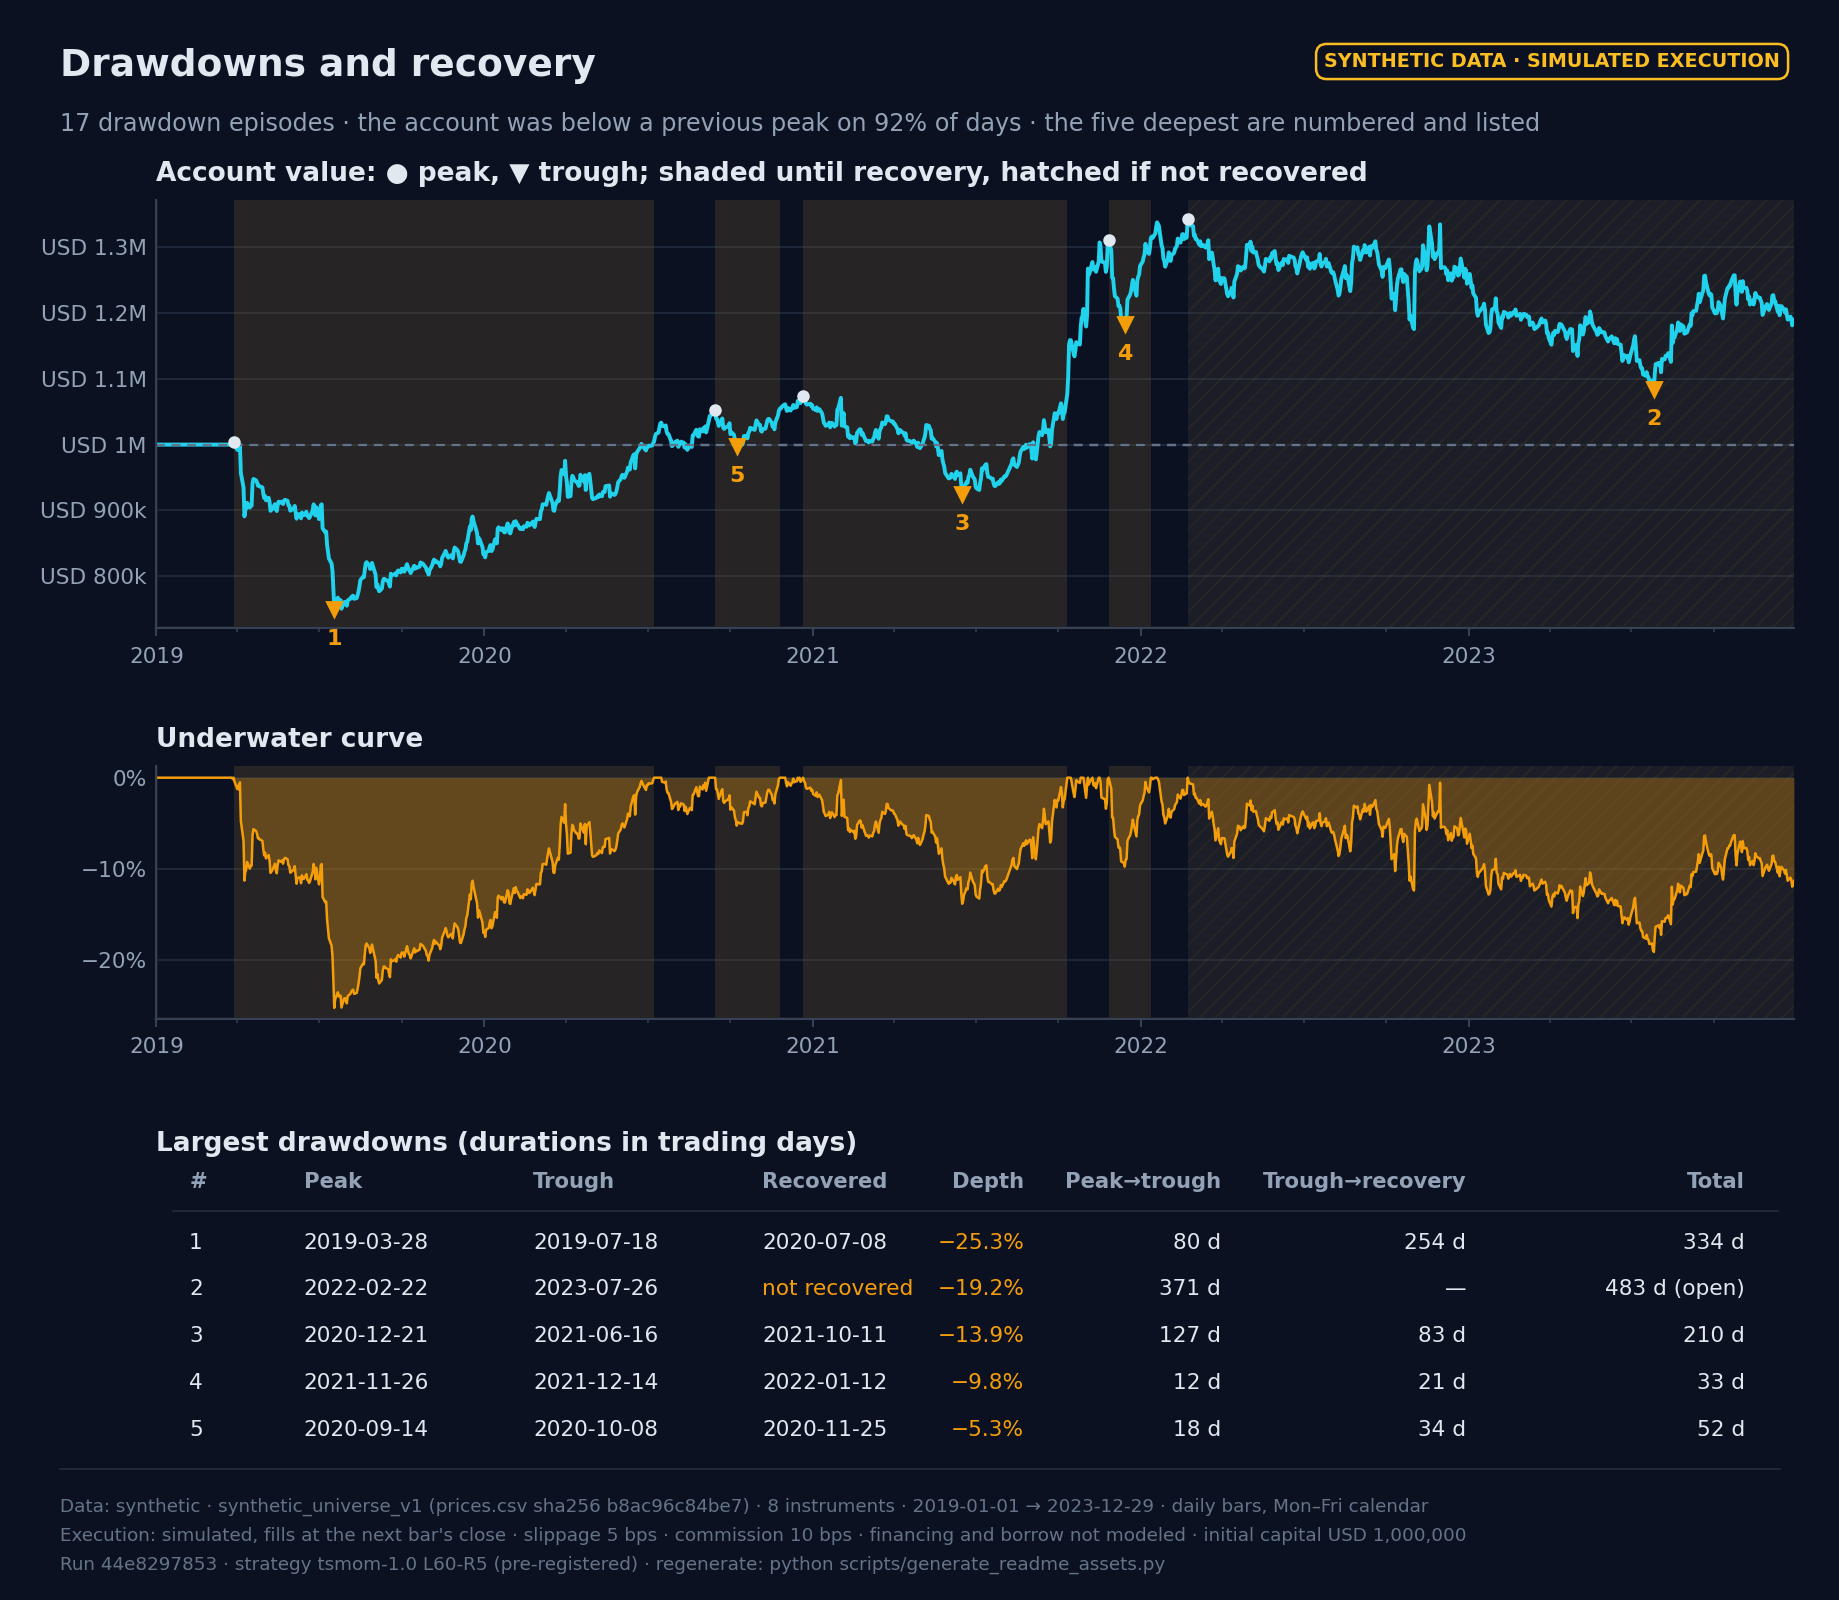 Drawdowns and recovery
SYNTHETIC DATA · SIMULATED EXECUTION
17 drawdown episodes · the account was below a previous peak on 92% of days · the five deepest are numbered and listed
Account value: ● peak, ▼ trough; shaded until recovery, hatched if not recovered
USD 1.3M
USD 1.2M
USD 1.1M
USD 1M
USD 900k
USD 800k
1
5
3
4
2
2019 2020 2021 2022 2023
Underwater curve
0%
−10%
−20%
2019 2020 2021 2022 2023
Largest drawdowns (durations in trading days)
# Peak Trough Recovered Depth Peak→trough Trough→recovery Total
1 2019-03-28 2019-07-18 2020-07-08 −25.3% 80 d 254 d 334 d
2 2022-02-22 2023-07-26 not recovered −19.2% 371 d — 483 d (open)
3 2020-12-21 2021-06-16 2021-10-11 −13.9% 127 d 83 d 210 d
4 2021-11-26 2021-12-14 2022-01-12 −9.8% 12 d 21 d 33 d
5 2020-09-14 2020-10-08 2020-11-25 −5.3% 18 d 34 d 52 d
Data: synthetic · synthetic_universe_v1 (prices.csv sha256 b8ac96c84be7) · 8 instruments · 2019-01-01 → 2023-12-29 · daily bars, Mon–Fri calendar
Execution: simulated, fills at the next bar's close · slippage 5 bps · commission 10 bps · financing and borrow not modeled · initial capital USD 1,000,000
Run 44e8297853 · strategy tsmom-1.0 L60-R5 (pre-registered) · regenerate: python scripts/generate_readme_assets.py